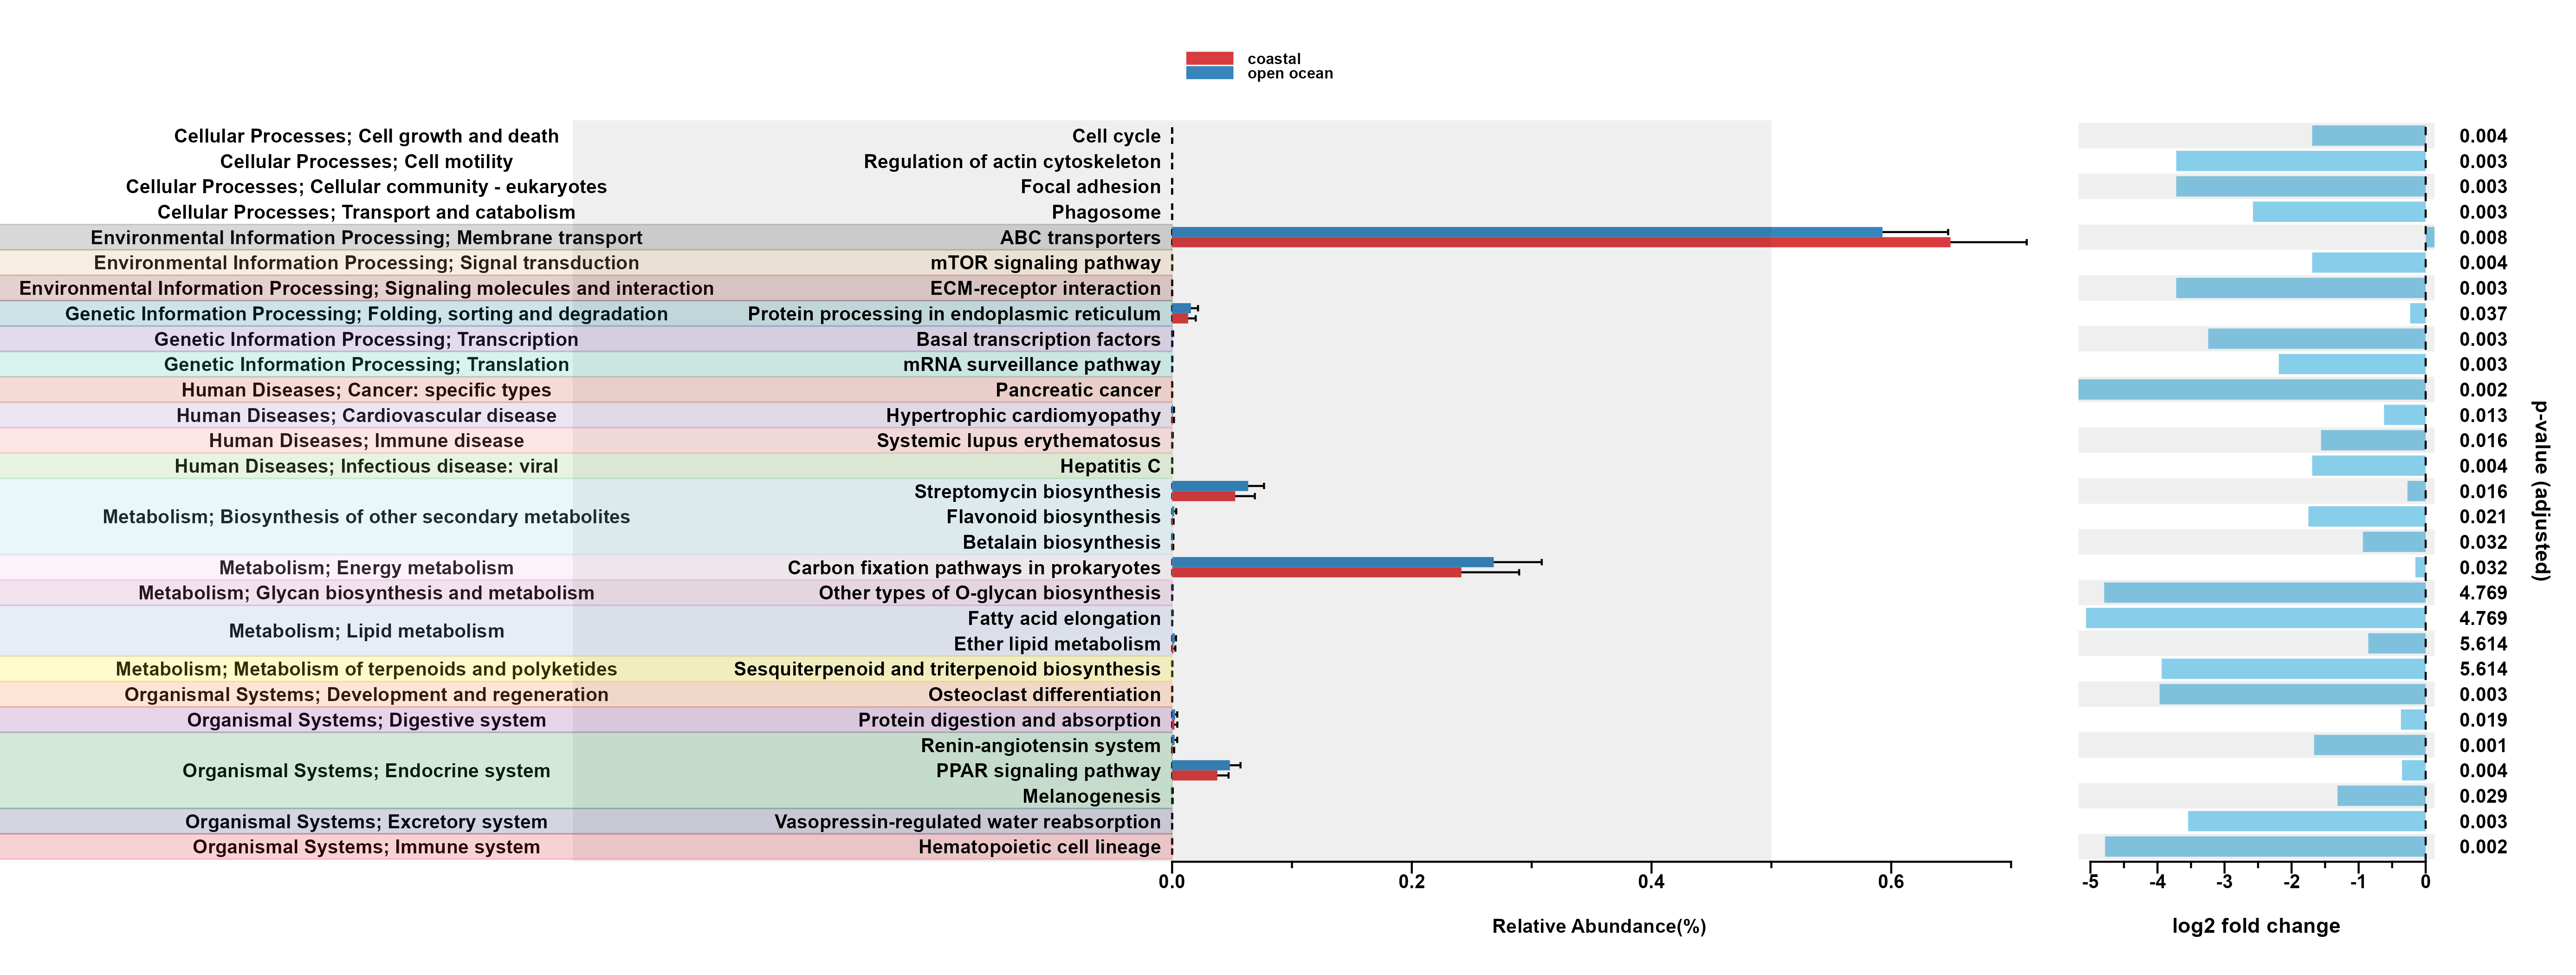 coastal
open ocean
Cellular Processes; Cell growth and death Cell cycle 0.004
Cellular Processes; Cell motility Regulation of actin cytoskeleton 0.003
Cellular Processes; Cellular community - eukaryotes Focal adhesion 0.003
Cellular Processes; Transport and catabolism Phagosome 0.003
Environmental Information Processing; Membrane transport ABC transporters 0.008
Environmental Information Processing; Signal transduction mTOR signaling pathway 0.004
Environmental Information Processing; Signaling molecules and interaction ECM-receptor interaction 0.003
Genetic Information Processing; Folding, sorting and degradation Protein processing in endoplasmic reticulum 0.037
Genetic Information Processing; Transcription Basal transcription factors 0.003
Genetic Information Processing; Translation mRNA surveillance pathway 0.003
Human Diseases; Cancer: specific types Pancreatic cancer 0.002
Human Diseases; Cardiovascular disease Hypertrophic cardiomyopathy 0.013
Human Diseases; Immune disease Systemic lupus erythematosus 0.016
Human Diseases; Infectious disease: viral Hepatitis C 0.004
Streptomycin biosynthesis 0.016
Metabolism; Biosynthesis of other secondary metabolites Flavonoid biosynthesis 0.021
Betalain biosynthesis 0.032
Metabolism; Energy metabolism Carbon fixation pathways in prokaryotes 0.032
Metabolism; Glycan biosynthesis and metabolism Other types of O-glycan biosynthesis 4.769
Fatty acid elongation 4.769
Metabolism; Lipid metabolism
Ether lipid metabolism 5.614
Metabolism; Metabolism of terpenoids and polyketides Sesquiterpenoid and triterpenoid biosynthesis 5.614
Organismal Systems; Development and regeneration Osteoclast differentiation 0.003
Organismal Systems; Digestive system Protein digestion and absorption 0.019
Renin-angiotensin system 0.001
Organismal Systems; Endocrine system PPAR signaling pathway 0.004
Melanogenesis 0.029
Organismal Systems; Excretory system Vasopressin-regulated water reabsorption 0.003
Organismal Systems; Immune system Hematopoietic cell lineage 0.002
p-value (adjusted)
0.0 0.2 0.4 0.6
-5 -4 -3 -2 -1 0
Relative Abundance(%)
log2 fold change